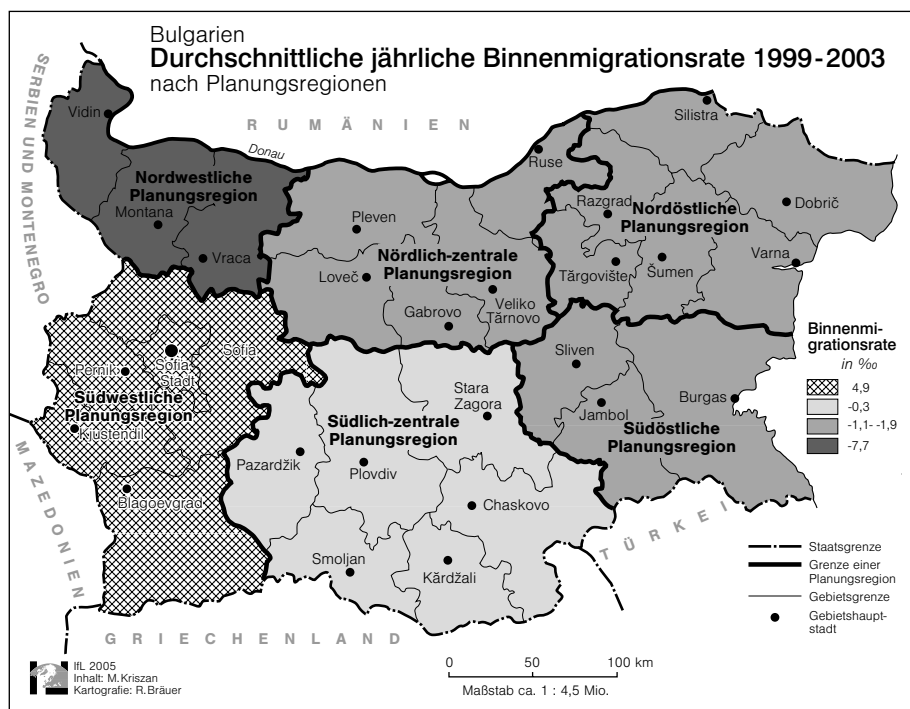 Bulgarien
Durchschnittliche jährliche Binnenmigrationsrate 1999-2003
nach Planungsregionen
SERBIEN UND MONTENEGRO
RUMÄNIEN
Donau
Vidin
Silistra
Ruse
Nordwestliche
Planungsregion
Montana
Vraca
Pleven
Razgrad
Dobrič
Nordöstliche
Planungsregion
Nördlich-zentrale
Planungsregion
Loveč
Tărgovište
Šumen
Varna
Gabrovo
Veliko
Tărnovo
Pernik
Sofia
Stadt
Sofia
Südwestliche
Planungsregion
Kjustendil
Blagoevgrad
Sliven
Jambol
Burgas
Südöstliche
Planungsregion
Stara
Zagora
Südlich-zentrale
Planungsregion
Pazardžik
Plovdiv
Chaskovo
Smoljan
Kărdžali
MAZEDONIEN
TÜRKEI
GRIECHENLAND
Binnenmi-
grationsrate
in ‰
4,9
-0,3
-1,1- -1,9
-7,7
Staatsgrenze
Grenze einer
Planungsregion
Gebietsgrenze
Gebietshaupt-
stadt
IfL 2005
Inhalt: M.Kriszan
Kartografie: R.Bräuer
0 50 100 km
Maßstab ca. 1 : 4,5 Mio.